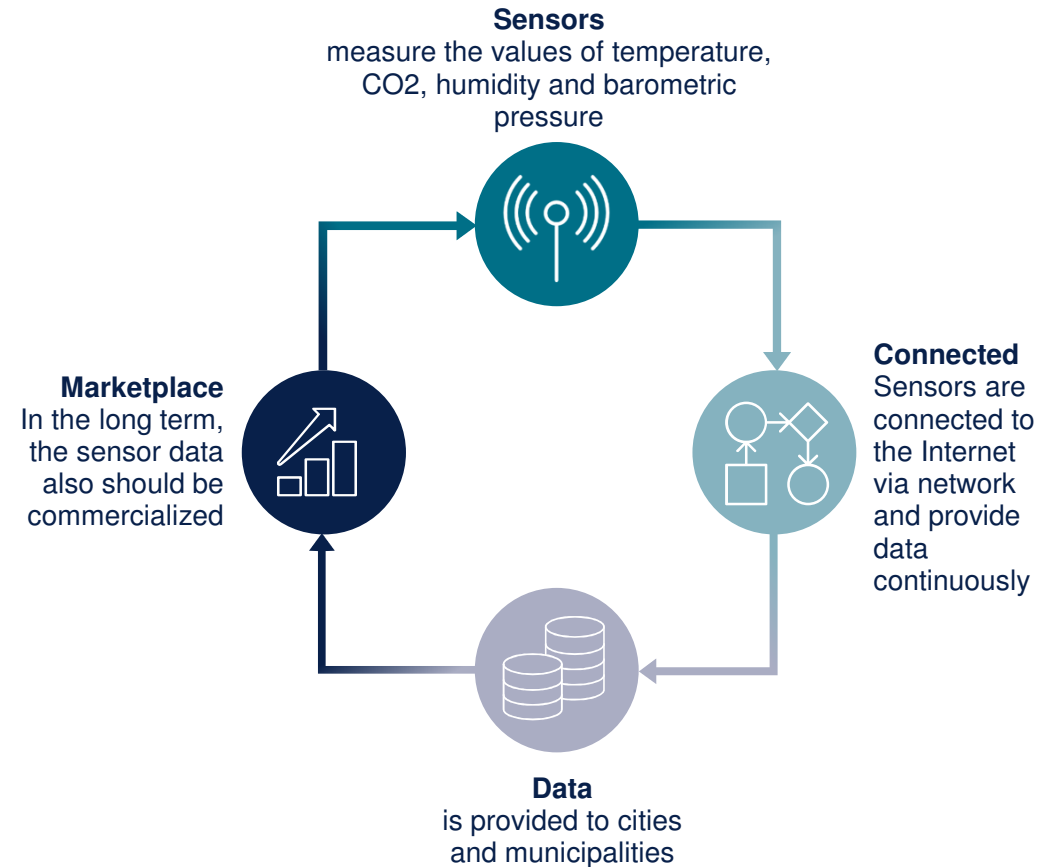 Sensors
measure the values of temperature,
CO2, humidity and barometric
pressure
Connected
Sensors are
connected to
the Internet
via network
and provide
data
continuously
Marketplace
In the long term,
the sensor data
also should be
commercialized
Data
is provided to cities
and municipalities